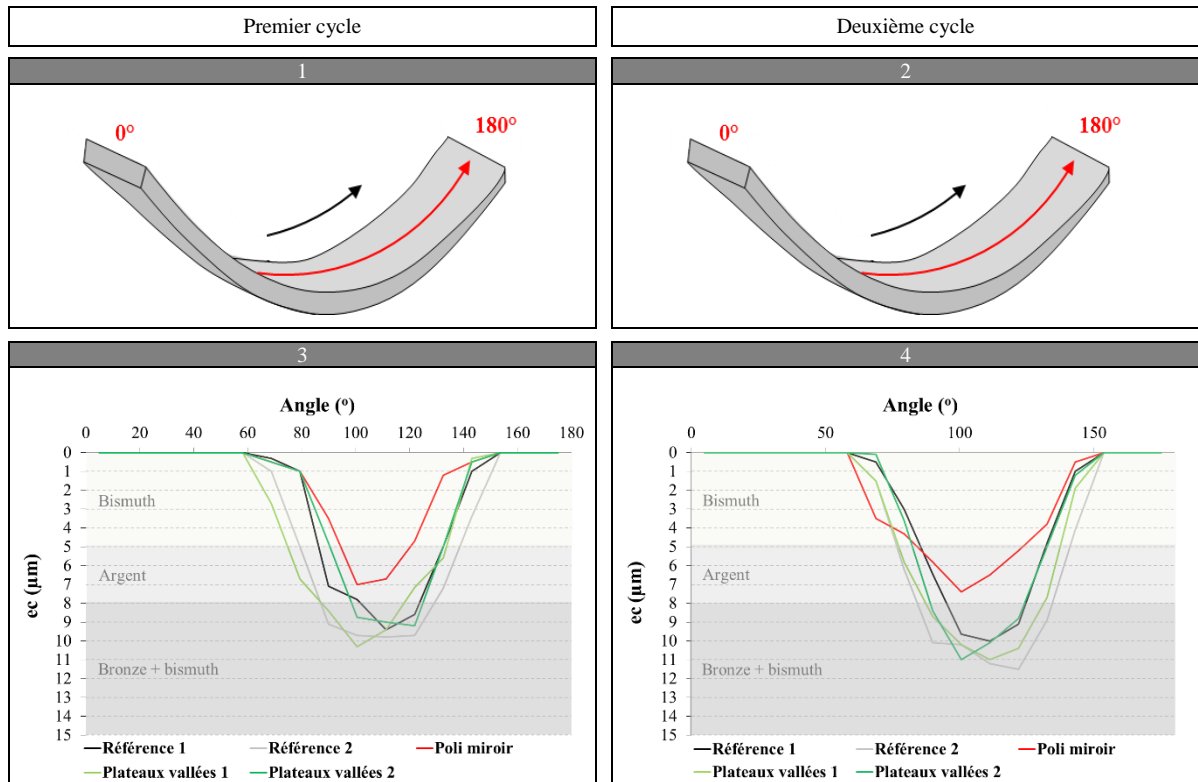 Premier cycle
Deuxième cycle
1
2
0°
180°
0°
180°
3
4
Angle (°)
0 20 40 60 80 100 120 140 160 180
0
1
2
3
4
5
6
7
8
9
10
11
12
13
14
15
ec (µm)
Bismuth
Argent
Bronze + bismuth
Référence 1 Référence 2 Poli miroir
Plateaux vallées 1 Plateaux vallées 2
Angle (°)
0 50 100 150
0
1
2
3
4
5
6
7
8
9
10
11
12
13
14
15
ec (µm)
Bismuth
Argent
Bronze + bismuth
Référence 1 Référence 2 Poli miroir
Plateaux vallées 1 Plateaux vallées 2